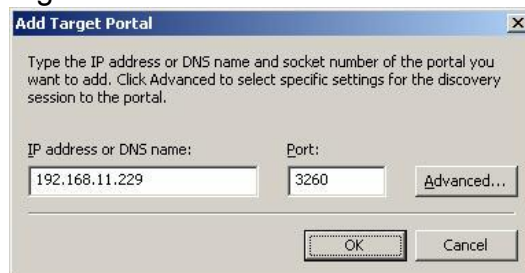 Add Target Portal
Type the IP address or DNS name and socket number of the portal you
want to add. Click Advanced to select specific settings for the discovery
session to the portal.
IP address or DNS name: Port:
192.168.11.229 3260 Advanced...
OK Cancel